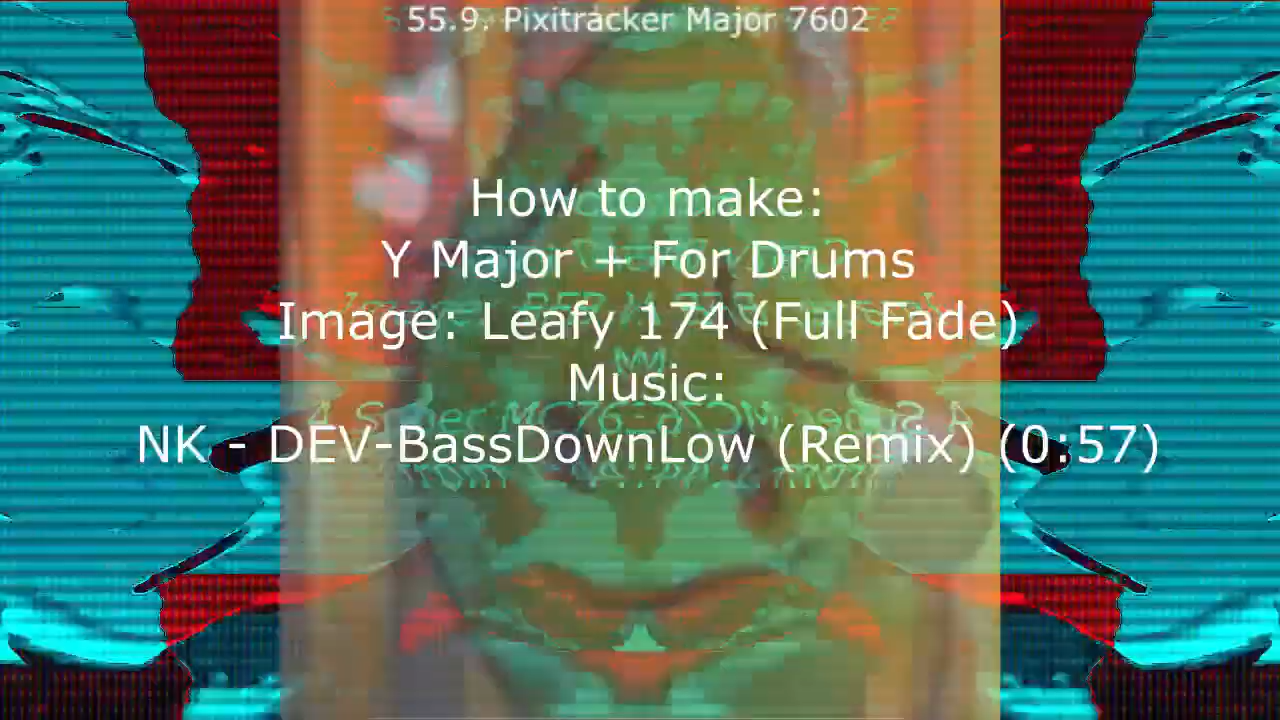 55.9. Pixitracker Major 7602
How to make:
Y Major + For Drums
Image: Leafy 174 (Full Fade)
Music:
NK - DEV-BassDownLow (Remix) (0:57)